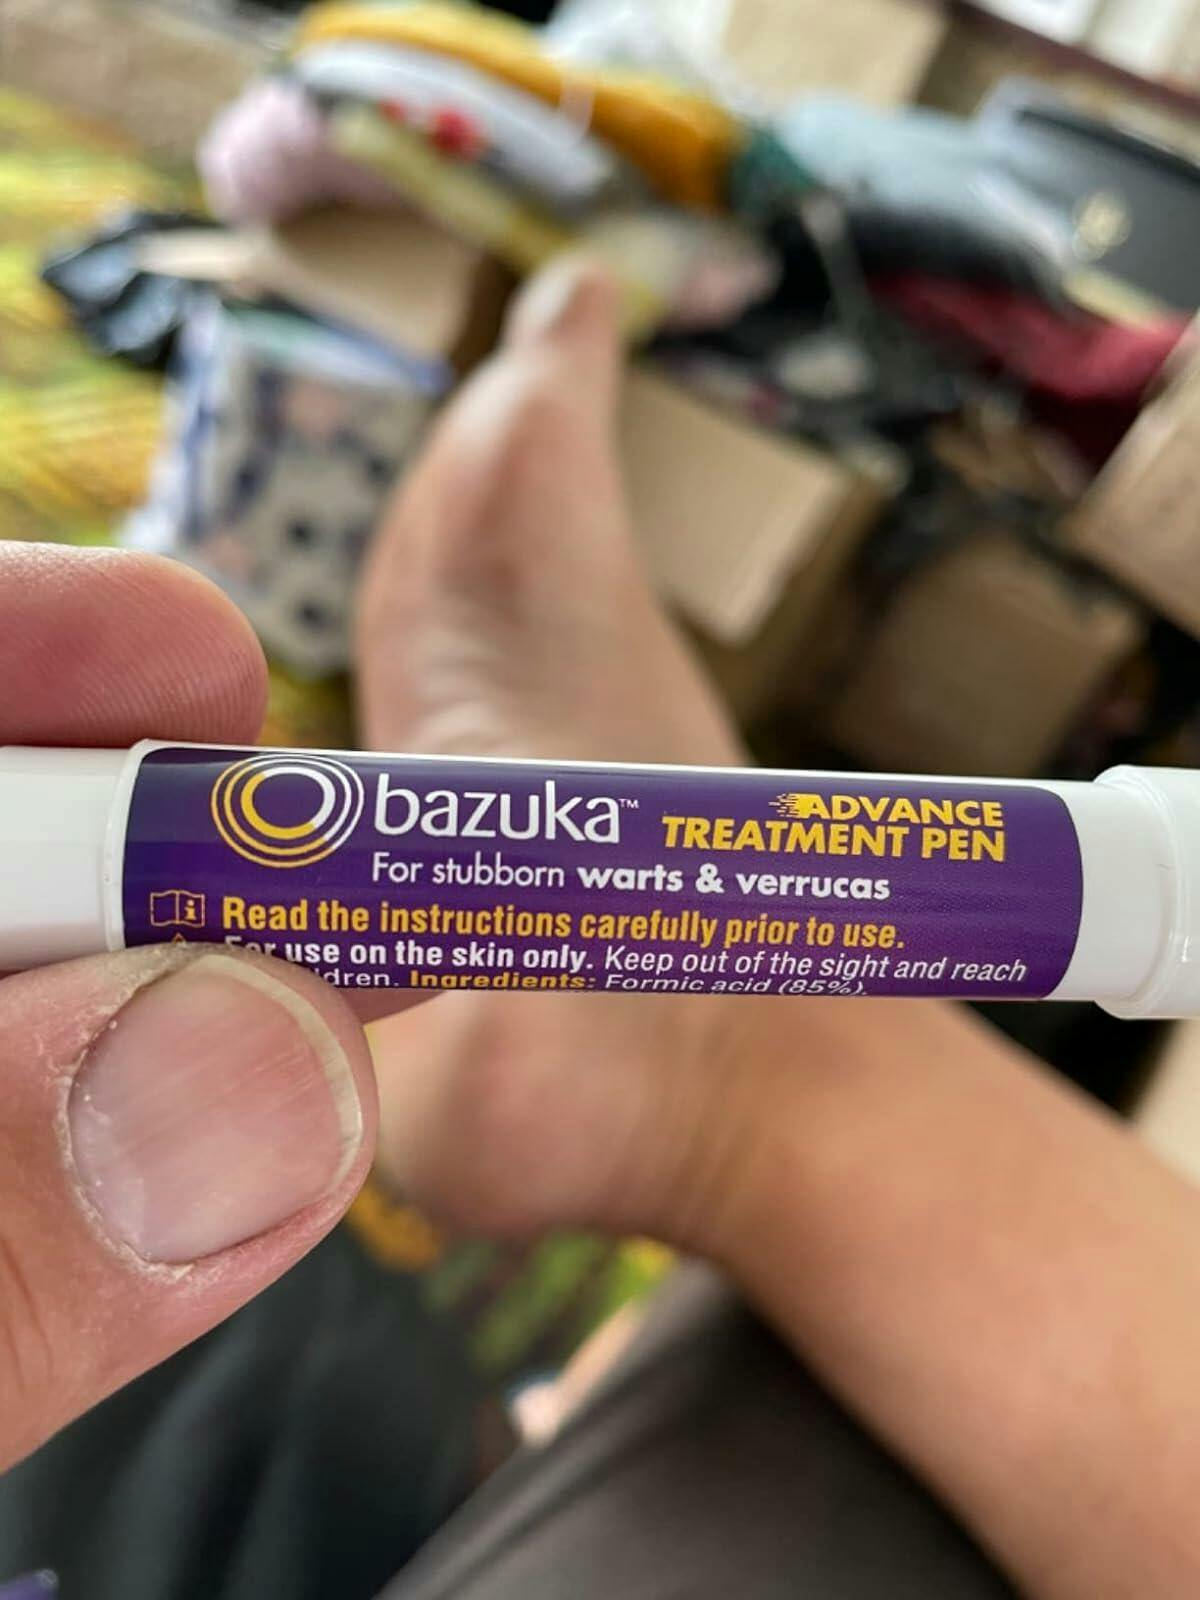 bazuka™
ADVANCE
TREATMENT PEN
For stubborn warts & verrucas
Read the instructions carefully prior to use.
For use on the skin only. Keep out of the sight and reach
Ingredients: Formic acid (85%).